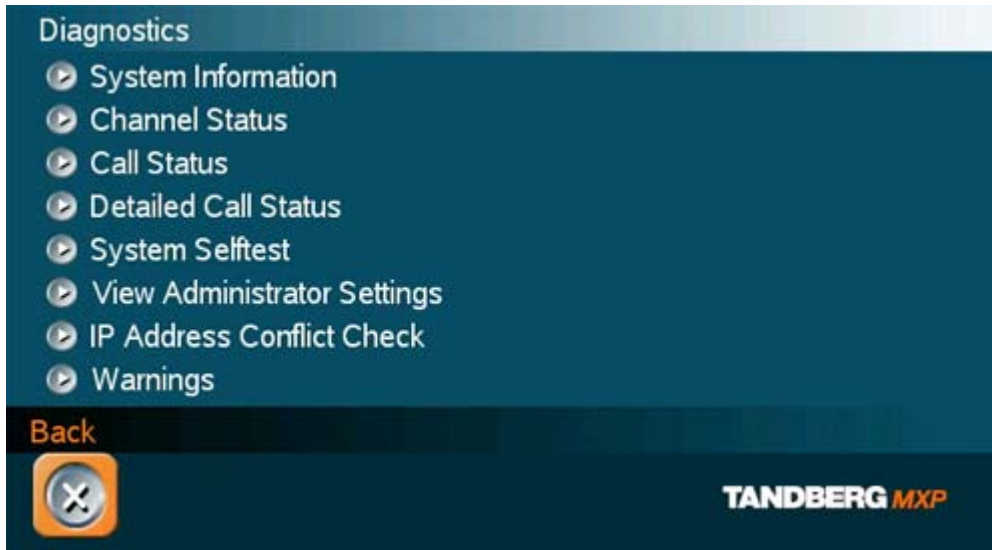 Diagnostics
System Information
Channel Status
Call Status
Detailed Call Status
System Selftest
View Administrator Settings
IP Address Conflict Check
Warnings
Back
TANDBERG MXP